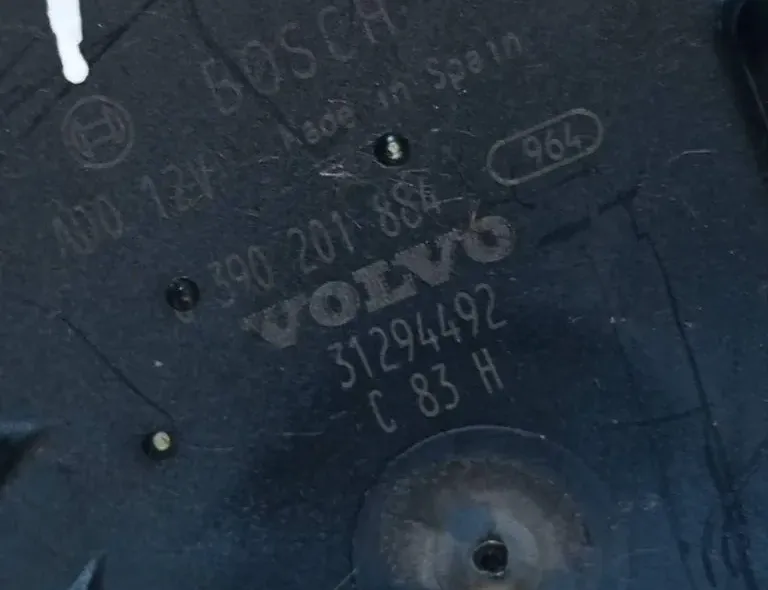 BOSCH
Made in Spain
964
12V
390 201 884
VOLVO
31294492
C 83 H